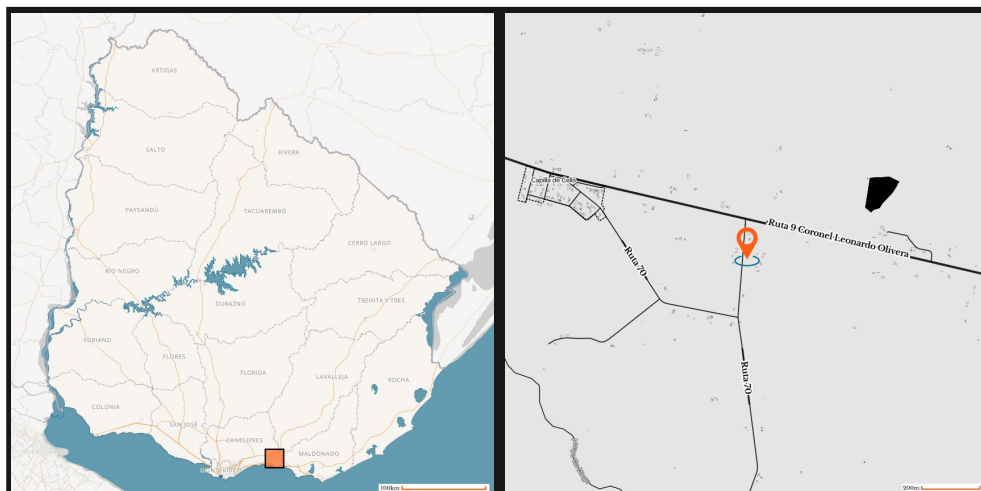 ARTIGAS
SALTO
RIVERA
PAYSANDÚ
TACUAREMBÓ
CERRO LARGO
RÍO NEGRO
DURAZNO
TREINTA Y TRES
SORIANO
FLORES
FLORIDA
LAVALLEJA
ROCHA
COLONIA
SAN JOSÉ
CANELONES
MALDONADO
MONTEVIDEO
100km
Capilla de Cella
Ruta 9 Coronel Leonardo Olivera
Ruta 70
Ruta 70
200m